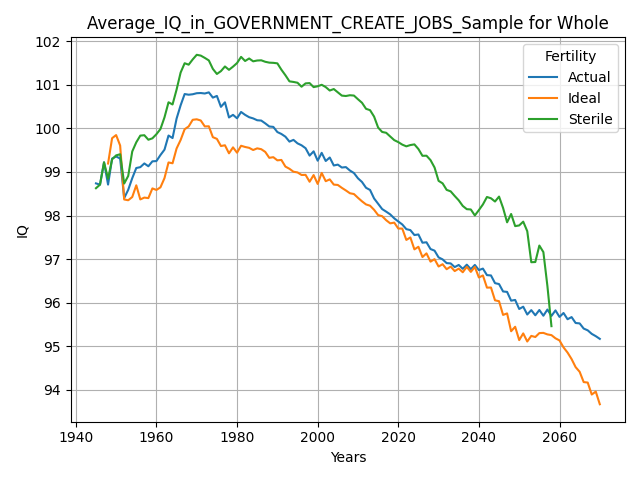 Average_IQ_in_GOVERNMENT_CREATE_JOBS_Sample for Whole
102
101
100
99
98
97
96
95
94
IQ
1940
1960
1980
2000
2020
2040
2060
Years
Fertility
Actual
Ideal
Sterile